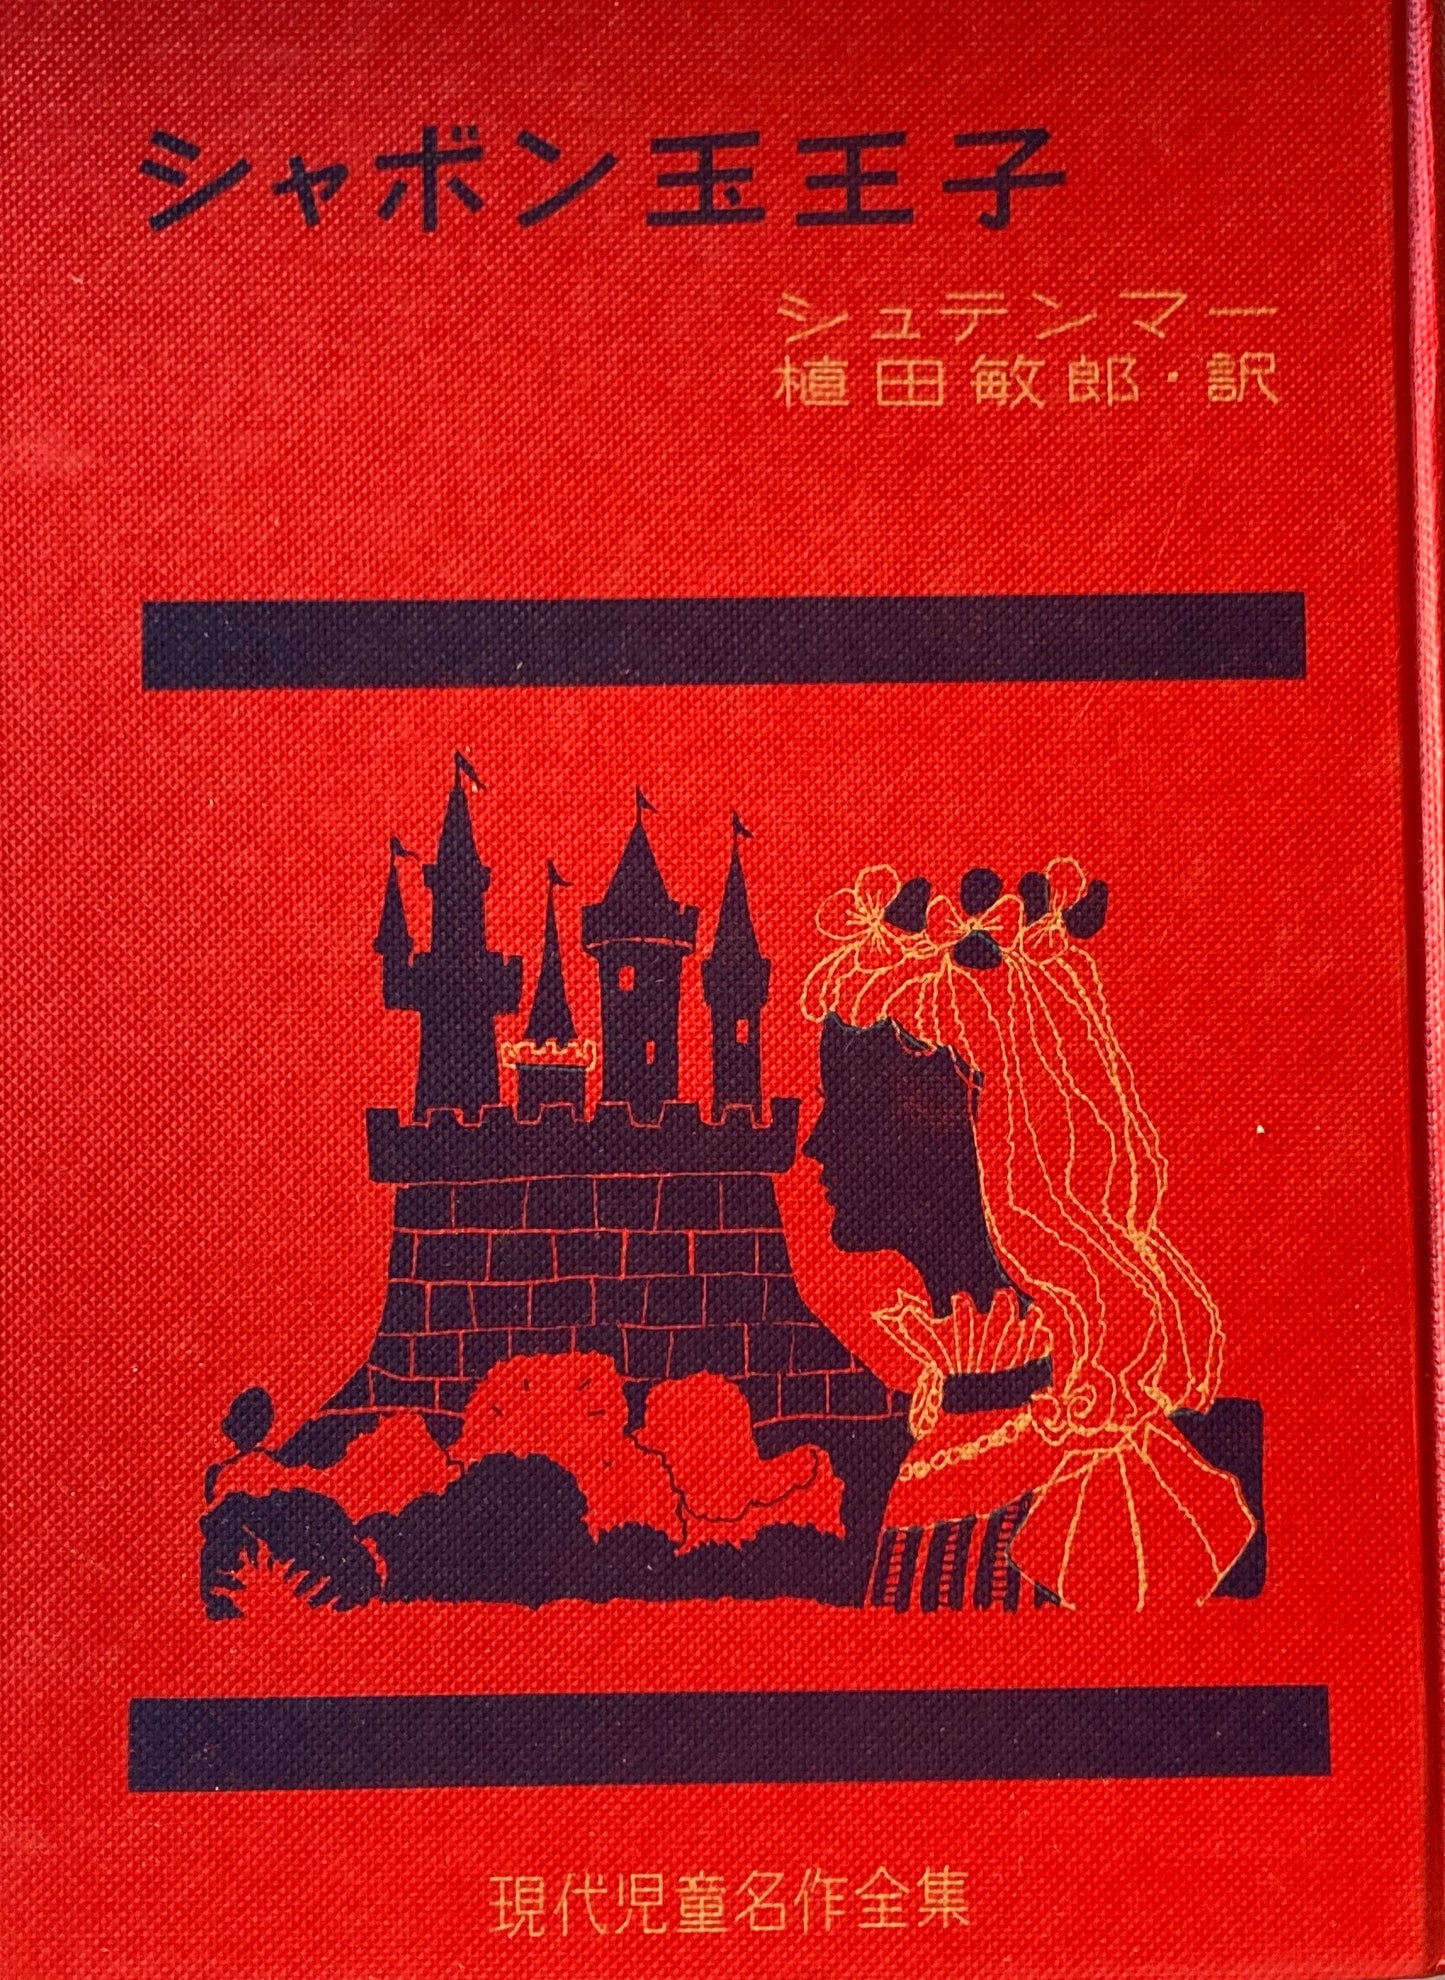 シャボン玉王子
シュテンマー
植田敏郎・訳
現代児童名作全集